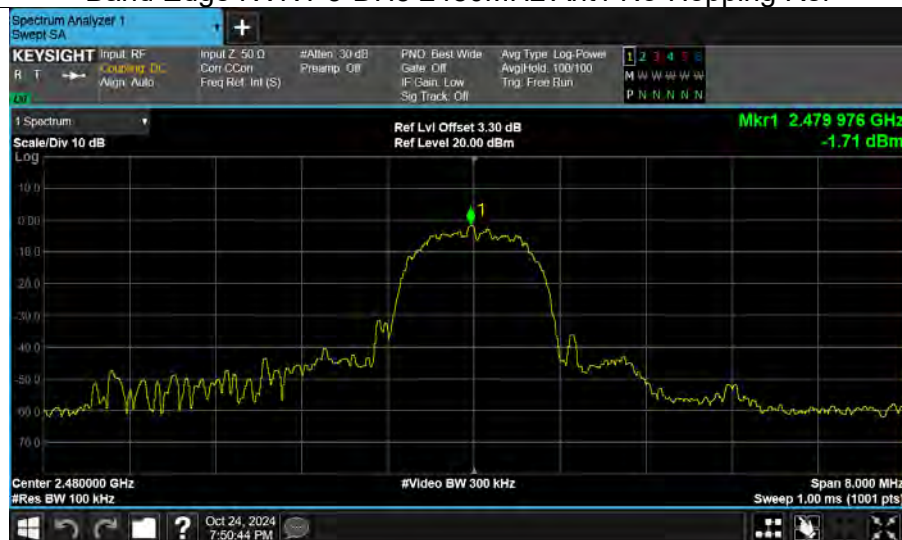 Spectrum Analyzer 1
Swept SA
+
KEYSIGHT Input: RF
R T Coupling: DC
Align: Auto
Input Z: 50 Ω
Corr CCorr
Freq Ref: Int (S)
#Atten: 30 dB
Preamp: Off
PNO: Best Wide
Gate: Off
IF Gain: Low
Sig Track: Off
Avg Type: Log-Power
Avg|Hold: 100/100
Trig: Free Run
1 2 3 4 5 6
M W W W W W
P N N N N N
1 Spectrum
Scale/Div 10 dB
Ref Lvl Offset 3.30 dB
Ref Level 20.00 dBm
Mkr1 2.479 976 GHz
-1.71 dBm
Log
10.0
0.00
-10.0
-20.0
-30.0
-40.0
-50.0
-60.0
-70.0
1
Center 2.480000 GHz
#Res BW 100 kHz
#Video BW 300 kHz
Span 8.000 MHz
Sweep 1.00 ms (1001 pts)
?
Oct 24, 2024
7:50:44 PM